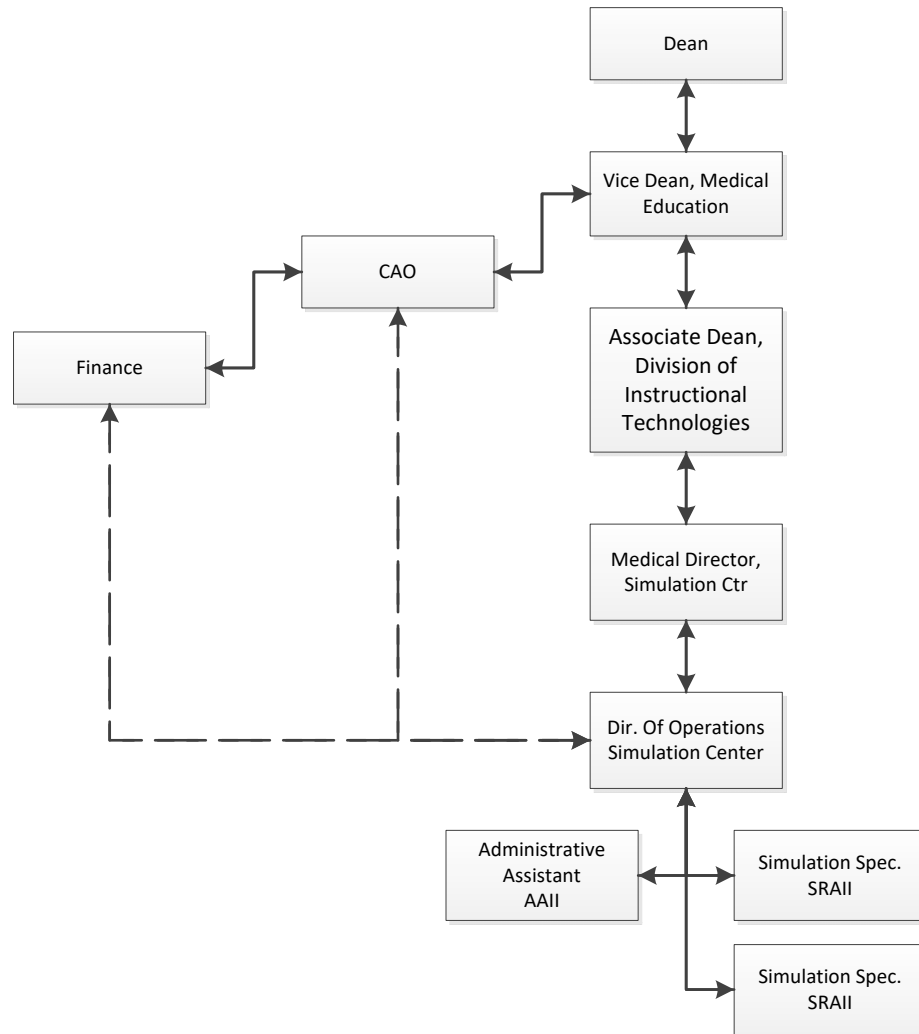 Dean
Vice Dean, Medical
Education
CAO
Finance
Associate Dean,
Division of
Instructional
Technologies
Medical Director,
Simulation Ctr
Dir. Of Operations
Simulation Center
Administrative
Assistant
AAII
Simulation Spec.
SRAII
Simulation Spec.
SRAII